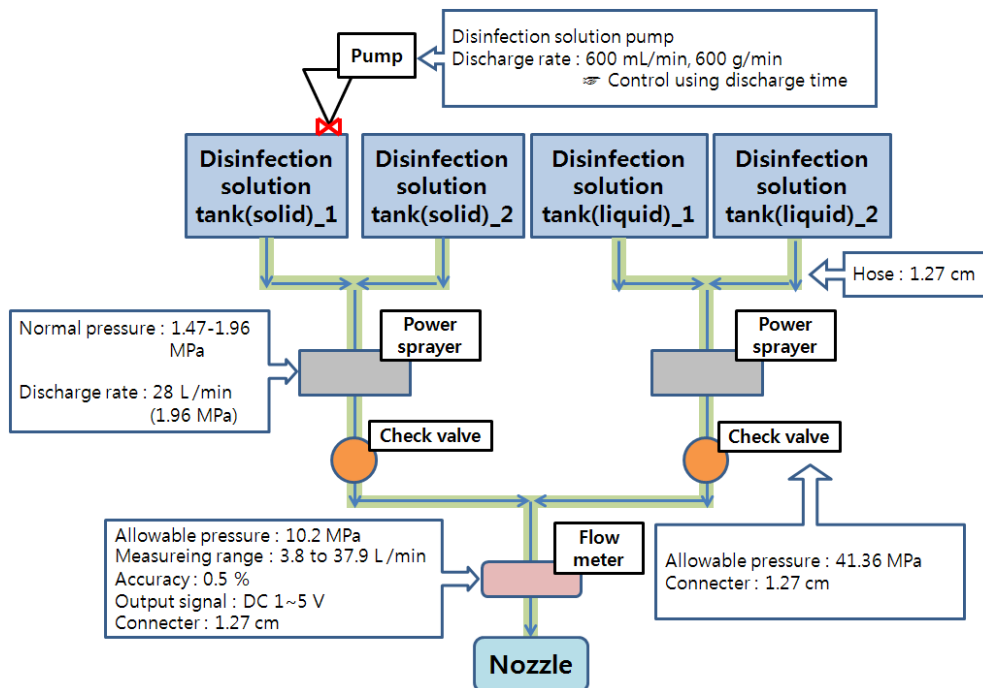 Pump
Disinfection solution pump
Discharge rate : 600 mL/min, 600 g/min
☞ Control using discharge time
Disinfection
solution
tank(solid)_1
Disinfection
solution
tank(solid)_2
Disinfection
solution
tank(liquid)_1
Disinfection
solution
tank(liquid)_2
Hose : 1.27 cm
Normal pressure : 1.47-1.96
MPa
Discharge rate : 28 L /min
(1.96 MPa)
Power
sprayer
Power
sprayer
Check valve
Check valve
Allowable pressure : 10.2 MPa
Measureing range : 3.8 to 37.9 L /min
Accuracy : 0.5 %
Output signal : DC 1~5 V
Connecter : 1.27 cm
Flow
meter
Allowable pressure : 41.36 MPa
Connecter : 1.27 cm
Nozzle